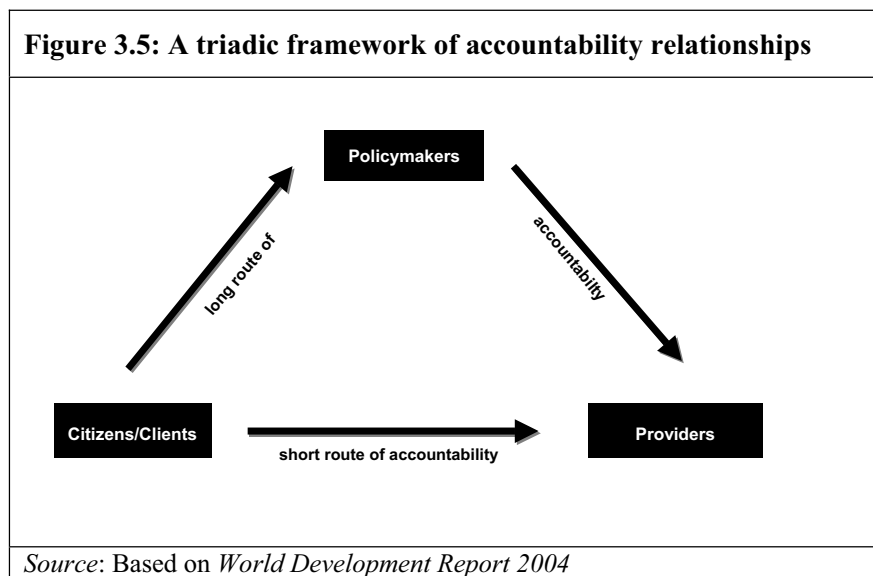 Figure 3.5: A triadic framework of accountability relationships
Policymakers
long route of
accountabilty
Citizens/Clients
Providers
short route of accountability
Source: Based on World Development Report 2004